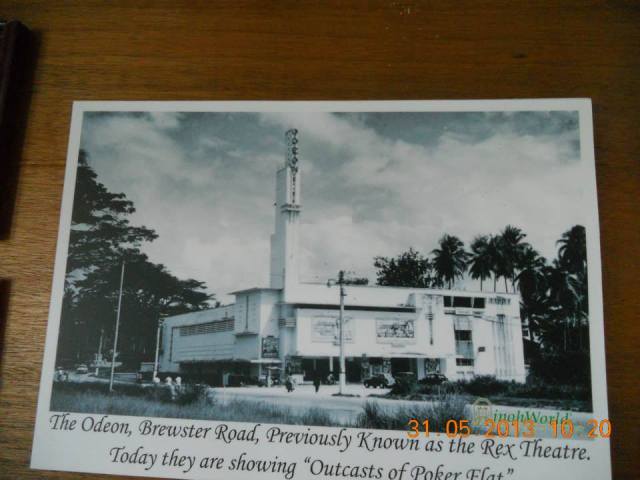 ipohWorld
31.05.2013 10:20
The Odeon, Brewster Road, Previously Known as the Rex Theatre.
Today they are showing "Outcasts of Poker Flat"